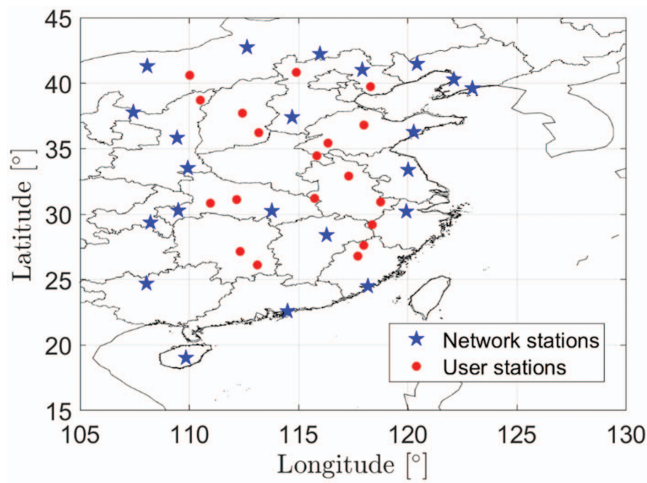 45
40
35
30
25
20
15
Latitude [°]
Network stations
User stations
105 110 115 120 125 130
Longitude [°]